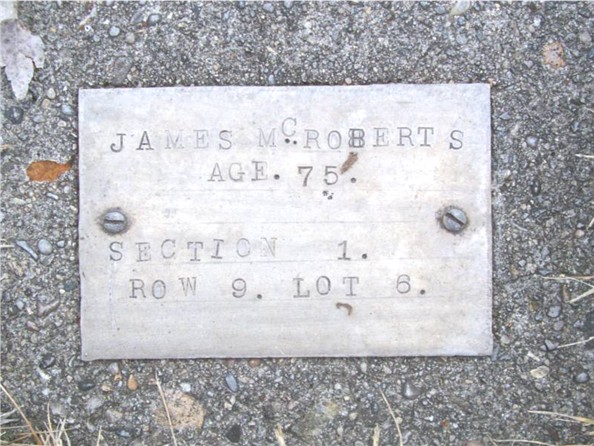 JAMES McROBERTS
AGE. 75.
SECTION 1.
ROW 9. LOT 6.